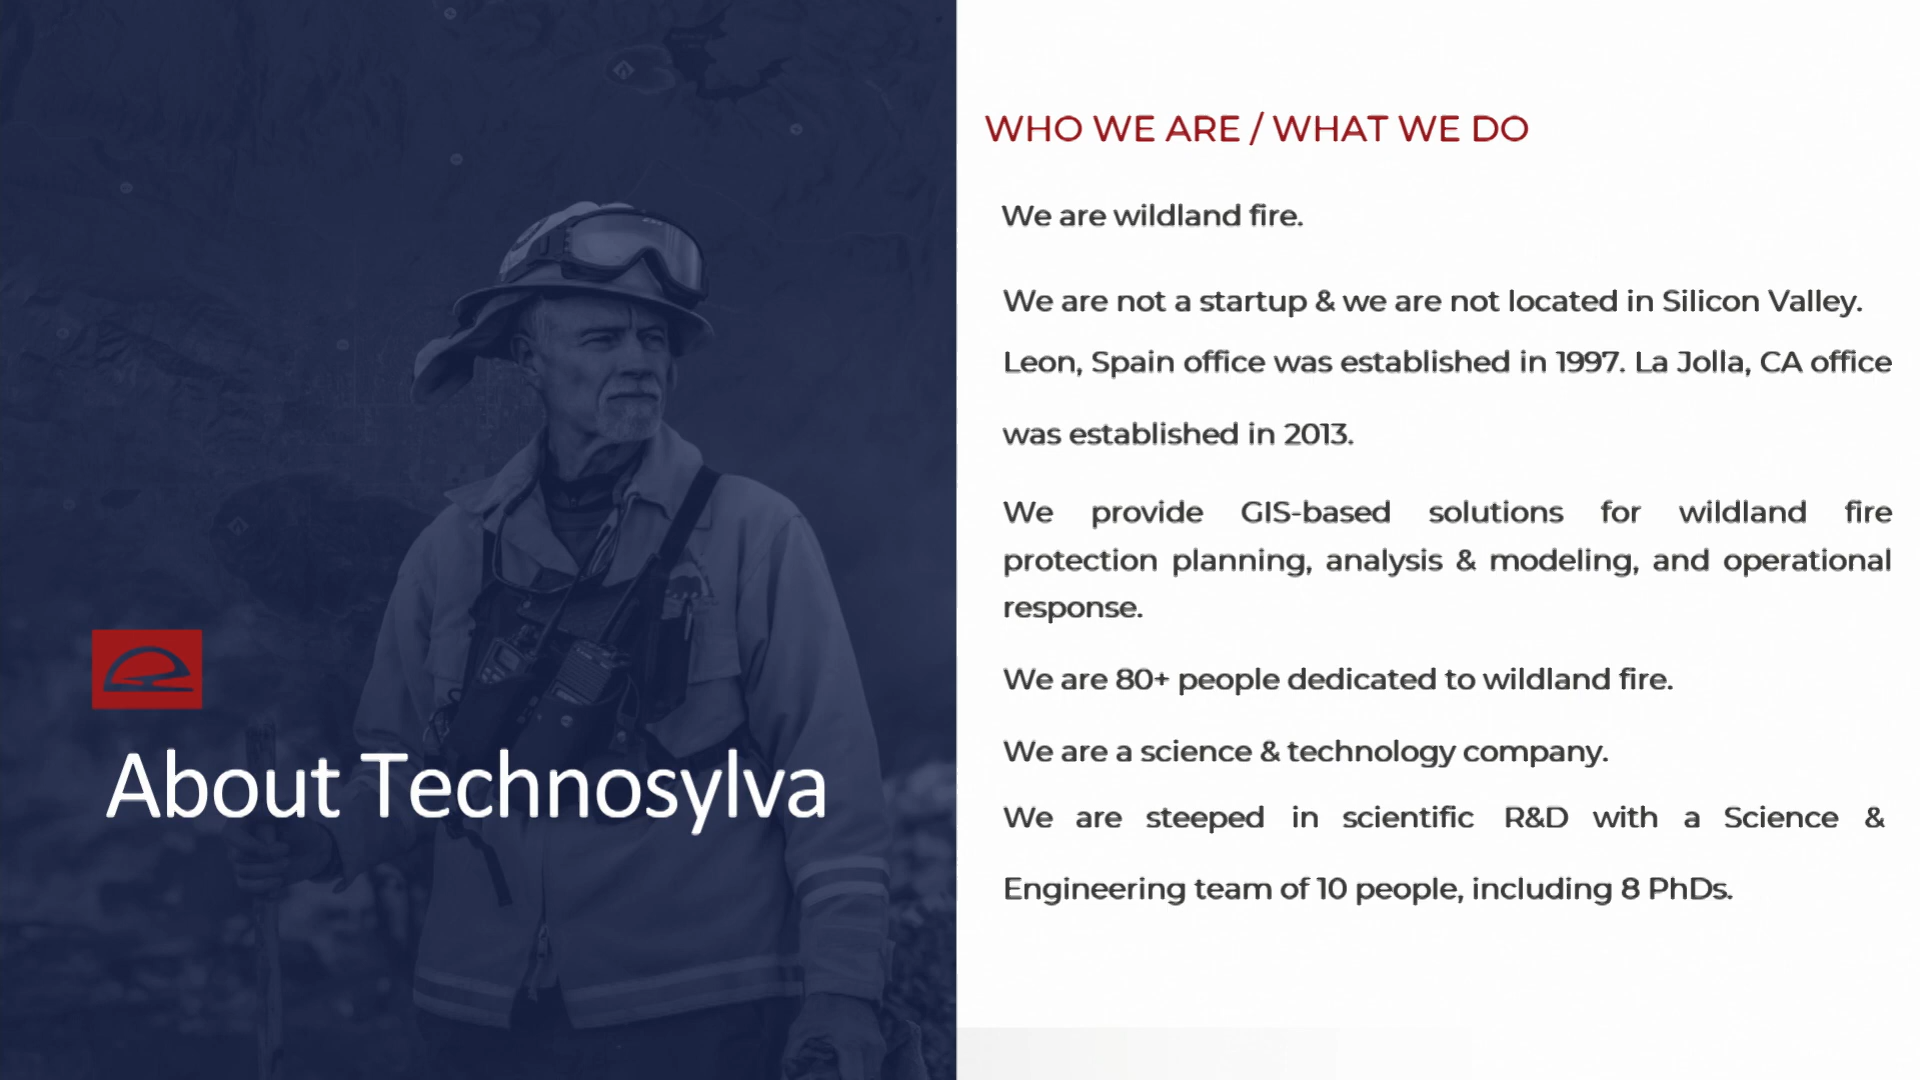 About Technosylva
WHO WE ARE / WHAT WE DO
We are wildland fire.
We are not a startup & we are not located in Silicon Valley.
Leon, Spain office was established in 1997. La Jolla, CA office
was established in 2013.
We provide GIS-based solutions for wildland fire
protection planning, analysis & modeling, and operational
response.
We are 80+ people dedicated to wildland fire.
We are a science & technology company.
We are steeped in scientific R&D with a Science &
Engineering team of 10 people, including 8 PhDs.